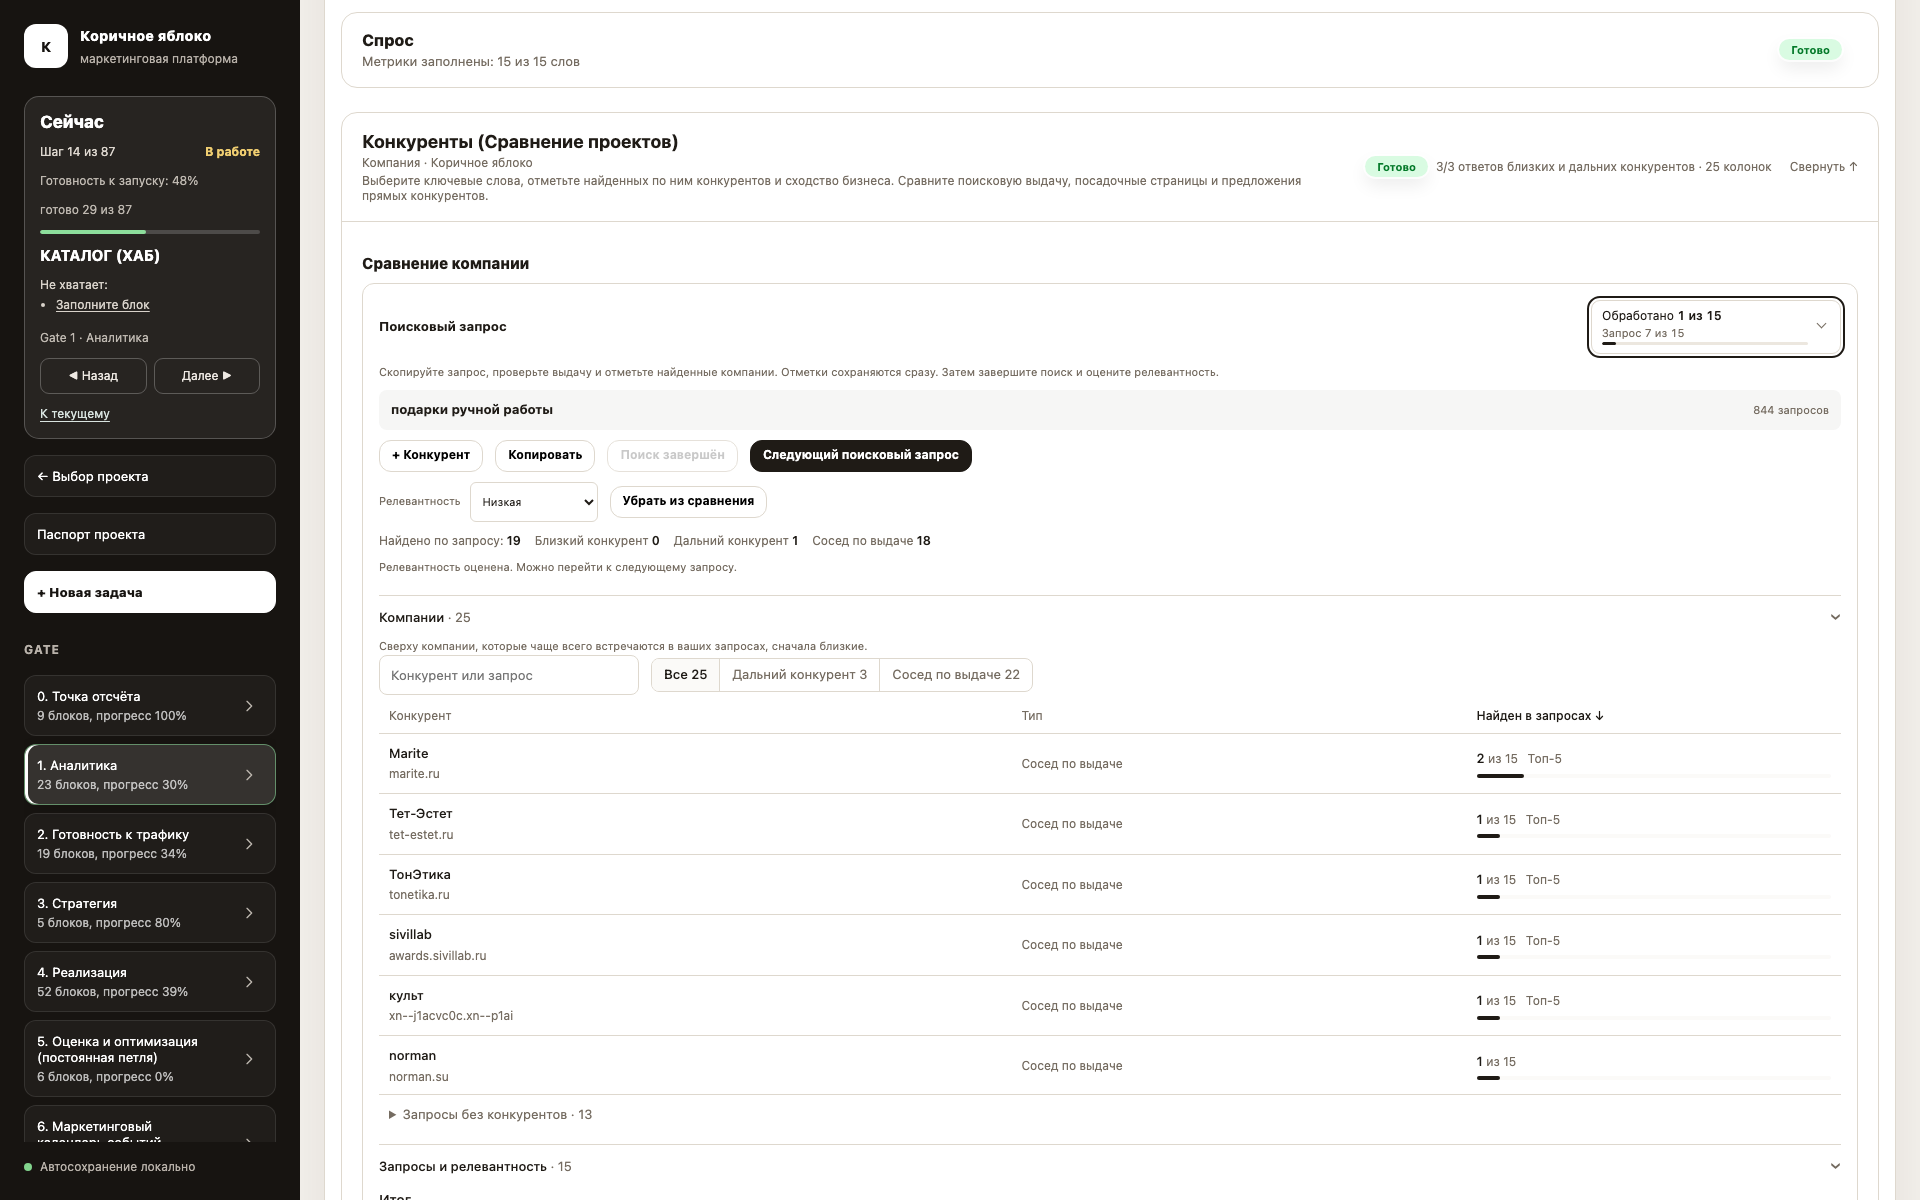 К
Коричное яблоко
маркетинговая платформа
Сейчас
Шаг 14 из 87
В работе
Готовность к запуску: 48%
готово 29 из 87
КАТАЛОГ (ХАБ)
Не хватает:
• Заполните блок
Gate 1 · Аналитика
◀ Назад
Далее ▶
К текущему
← Выбор проекта
Паспорт проекта
+ Новая задача
GATE
0. Точка отсчёта
9 блоков, прогресс 100%
1. Аналитика
23 блоков, прогресс 30%
2. Готовность к трафику
19 блоков, прогресс 34%
3. Стратегия
5 блоков, прогресс 80%
4. Реализация
52 блоков, прогресс 39%
5. Оценка и оптимизация
(постоянная петля)
6 блоков, прогресс 0%
6. Маркетинговый
календарь событий
Автосохранение локально
Спрос
Метрики заполнены: 15 из 15 слов
Готово
Конкуренты (Сравнение проектов)
Компания · Коричное яблоко
Выберите ключевые слова, отметьте найденных по ним конкурентов и сходство бизнеса. Сравните поисковую выдачу, посадочные страницы и предложения
прямых конкурентов.
Готово
3/3 ответов близких и дальних конкурентов · 25 колонок
Свернуть ↑
Сравнение компании
Поисковый запрос
Обработано 1 из 15
Запрос 7 из 15
Скопируйте запрос, проверьте выдачу и отметьте найденные компании. Отметки сохраняются сразу. Затем завершите поиск и оцените релевантность.
подарки ручной работы
844 запросов
+ Конкурент
Копировать
Поиск завершён
Следующий поисковый запрос
Релевантность
Низкая
Убрать из сравнения
Найдено по запросу: 19 Близкий конкурент 0 Дальний конкурент 1 Сосед по выдаче 18
Релевантность оценена. Можно перейти к следующему запросу.
Компании · 25
Сверху компании, которые чаще всего встречаются в ваших запросах, сначала близкие.
Конкурент или запрос
Все 25
Дальний конкурент 3
Сосед по выдаче 22
Конкурент
Тип
Найден в запросах ↓
Marite
marite.ru
Сосед по выдаче
2 из 15 Топ-5
Тет-Эстет
tet-estet.ru
Сосед по выдаче
1 из 15 Топ-5
ТонЭтика
tonetika.ru
Сосед по выдаче
1 из 15 Топ-5
sivillab
awards.sivillab.ru
Сосед по выдаче
1 из 15 Топ-5
культ
xn--j1acvc0c.xn--p1ai
Сосед по выдаче
1 из 15 Топ-5
norman
norman.su
Сосед по выдаче
1 из 15
▶ Запросы без конкурентов · 13
Запросы и релевантность · 15
Итог